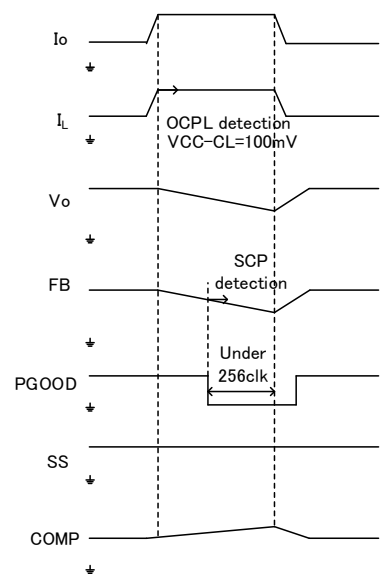 Io
IL
OCPL detection
VCC-CL=100mV
Vo
SCP
detection
FB
Under
256clk
PGOOD
SS
COMP